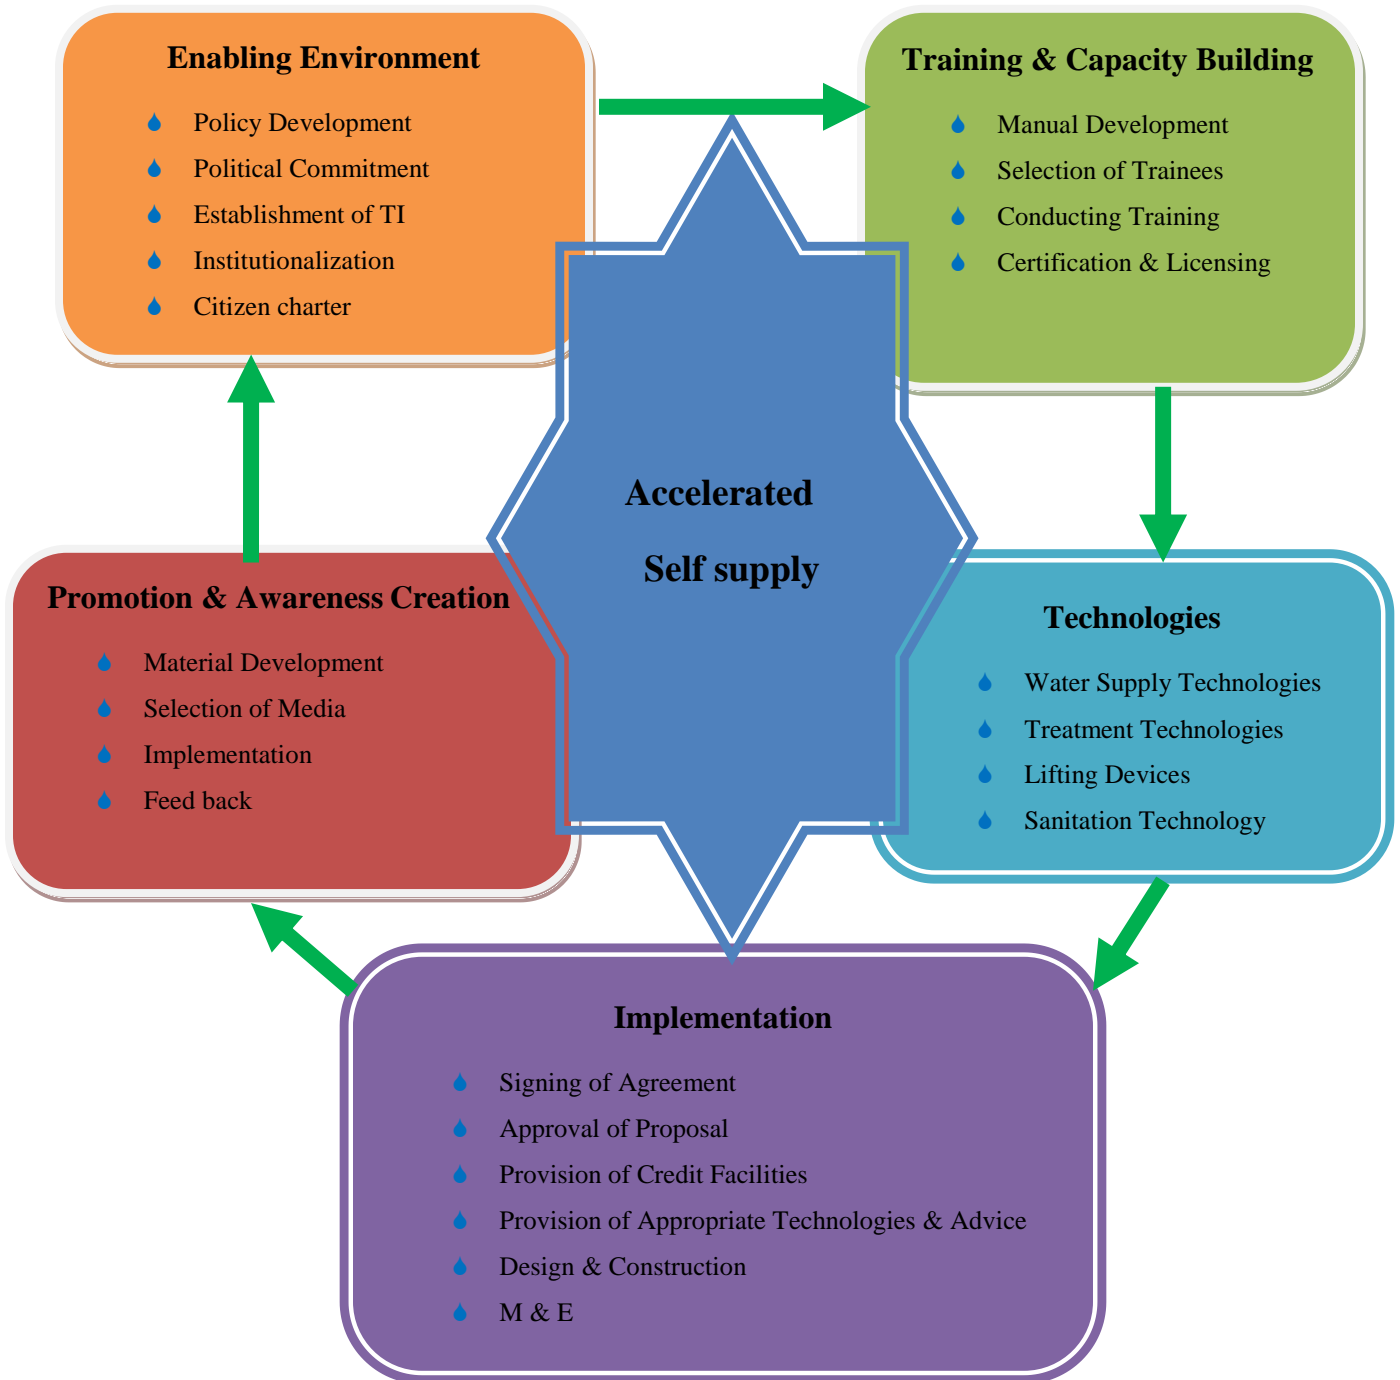 Enabling Environment
Policy Development
Political Commitment
Establishment of TI
Institutionalization
Citizen charter
Training & Capacity Building
Manual Development
Selection of Trainees
Conducting Training
Certification & Licensing
Accelerated
Self supply
Promotion & Awareness Creation
Material Development
Selection of Media
Implementation
Feed back
Technologies
Water Supply Technologies
Treatment Technologies
Lifting Devices
Sanitation Technology
Implementation
Signing of Agreement
Approval of Proposal
Provision of Credit Facilities
Provision of Appropriate Technologies & Advice
Design & Construction
M & E